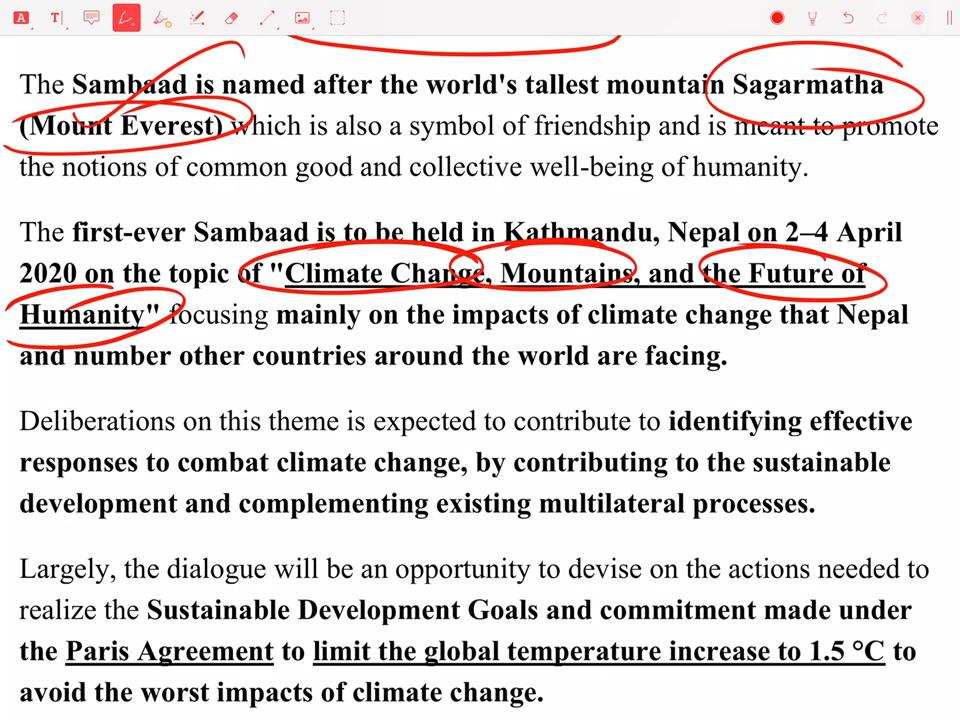 A T
The Sambaad is named after the world's tallest mountain Sagarmatha
(Mount Everest) which is also a symbol of friendship and is meant to promote
the notions of common good and collective well-being of humanity.
The first-ever Sambaad is to be held in Kathmandu, Nepal on 2–4 April
2020 on the topic of "Climate Change, Mountains, and the Future of
Humanity" focusing mainly on the impacts of climate change that Nepal
and number other countries around the world are facing.
Deliberations on this theme is expected to contribute to identifying effective
responses to combat climate change, by contributing to the sustainable
development and complementing existing multilateral processes.
Largely, the dialogue will be an opportunity to devise on the actions needed to
realize the Sustainable Development Goals and commitment made under
the Paris Agreement to limit the global temperature increase to 1.5 °C to
avoid the worst impacts of climate change.